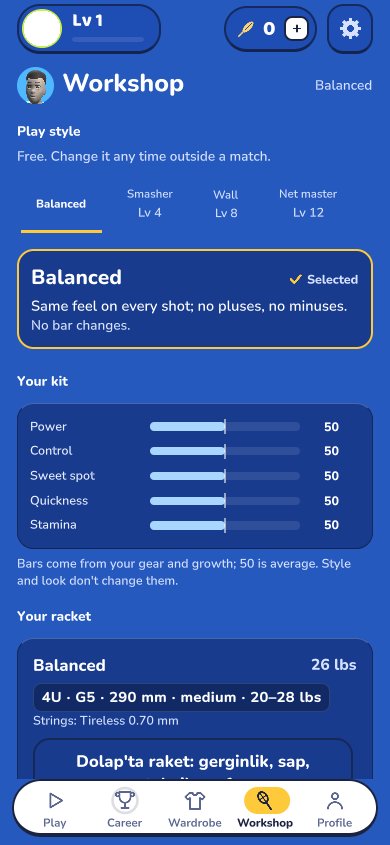 Lv 1
0
+
Workshop
Balanced
Play style
Free. Change it any time outside a match.
Balanced
Smasher
Lv 4
Wall
Lv 8
Net master
Lv 12
Balanced
Selected
Same feel on every shot; no pluses, no minuses.
No bar changes.
Your kit
Power 50
Control 50
Sweet spot 50
Quickness 50
Stamina 50
Bars come from your gear and growth; 50 is average. Style
and look don't change them.
Your racket
Balanced 26 lbs
4U · G5 · 290 mm · medium · 20–28 lbs
Strings: Tireless 0.70 mm
Dolap'ta raket: gerginlik, sap,
Play
Career
Wardrobe
Workshop
Profile